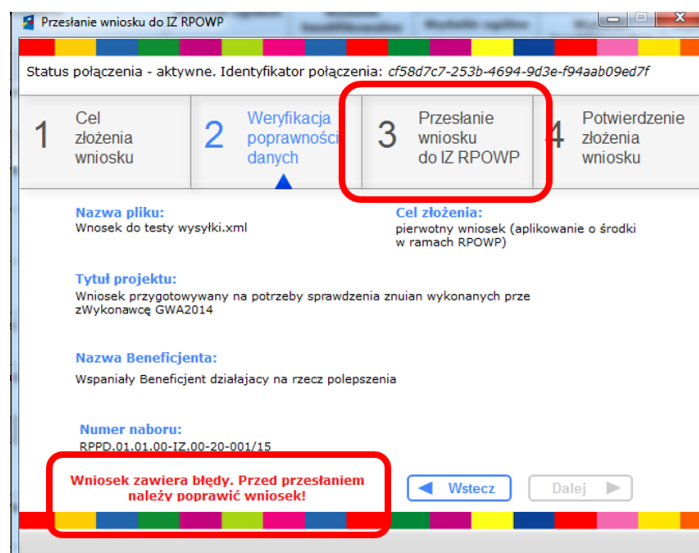 Przesłanie wniosku do IZ RPOWP
Status połączenia - aktywne. Identyfikator połączenia: cf58d7c7-253b-4694-9d3e-f94aab09ed7f
1 Cel złożenia wniosku
2 Weryfikacja poprawności danych
3 Przesłanie wniosku do IZ RPOWP
4 Potwierdzenie złożenia wniosku
Nazwa pliku:
Wnosek do testy wysyłki.xml
Cel złożenia:
pierwotny wniosek (aplikowanie o środki
w ramach RPOWP)
Tytuł projektu:
Wniosek przygotowywany na potrzeby sprawdzenia znuian wykonanych prze
zWykonawcę GWA2014
Nazwa Beneficjenta:
Wspaniały Beneficjent działajacy na rzecz polepszenia
Numer naboru:
RPPD.01.01.00-IZ.00-20-001/15
Wniosek zawiera błędy. Przed przesłaniem
należy poprawić wniosek!
Wstecz
Dalej